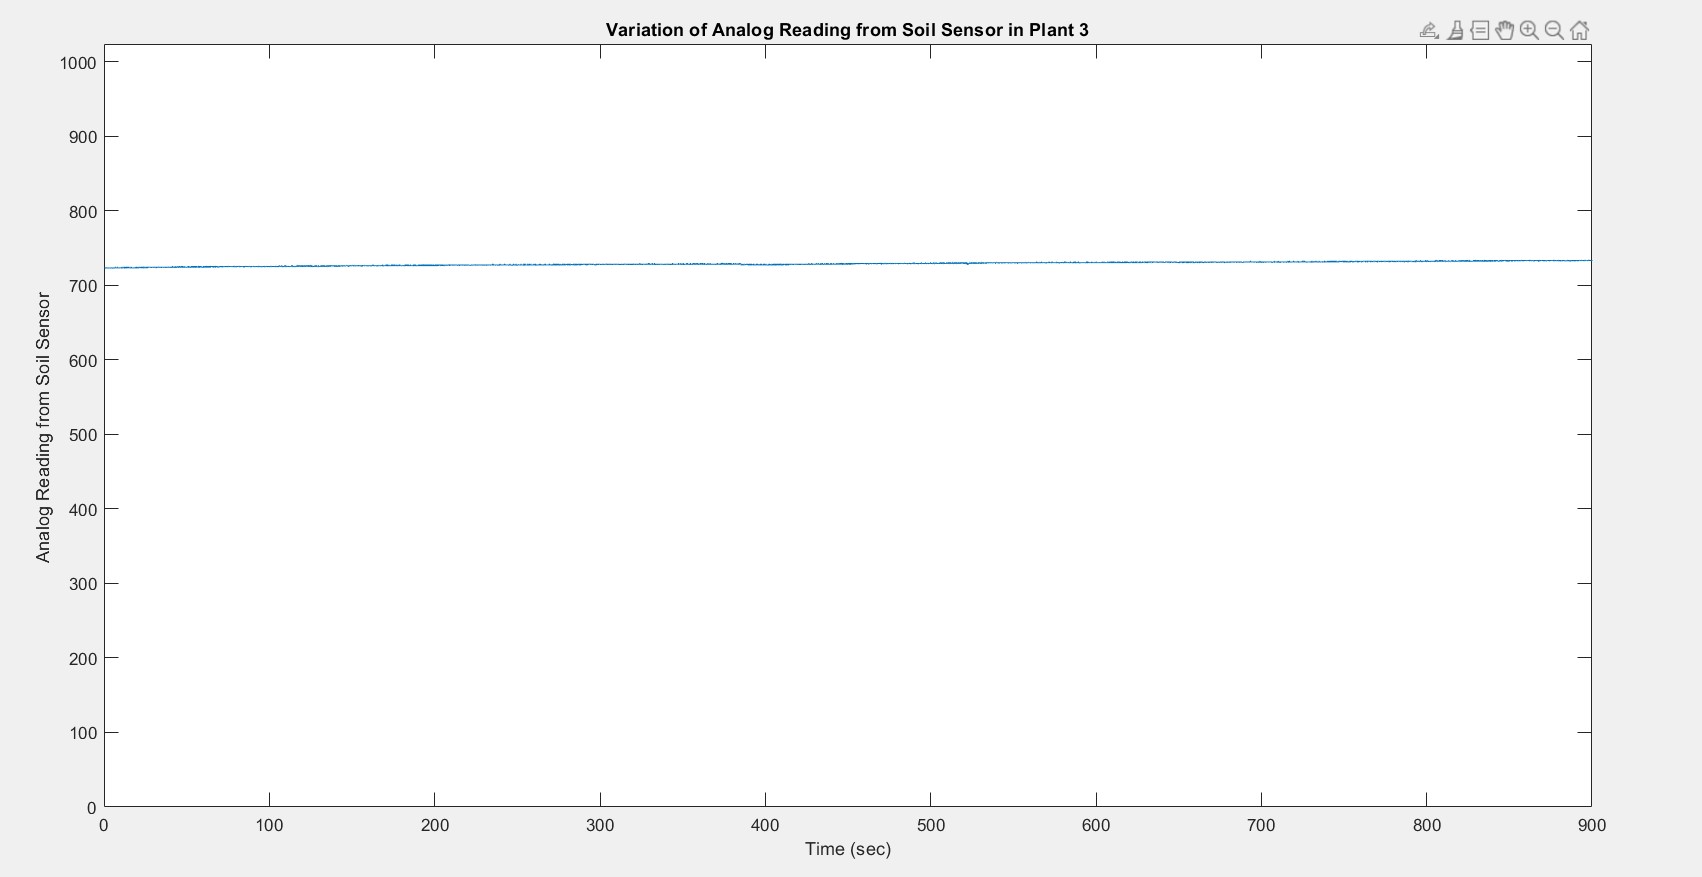 Variation of Analog Reading from Soil Sensor in Plant 3
1000
900
800
700
600
500
400
300
200
100
0
Analog Reading from Soil Sensor
0 100 200 300 400 500 600 700 800 900
Time (sec)